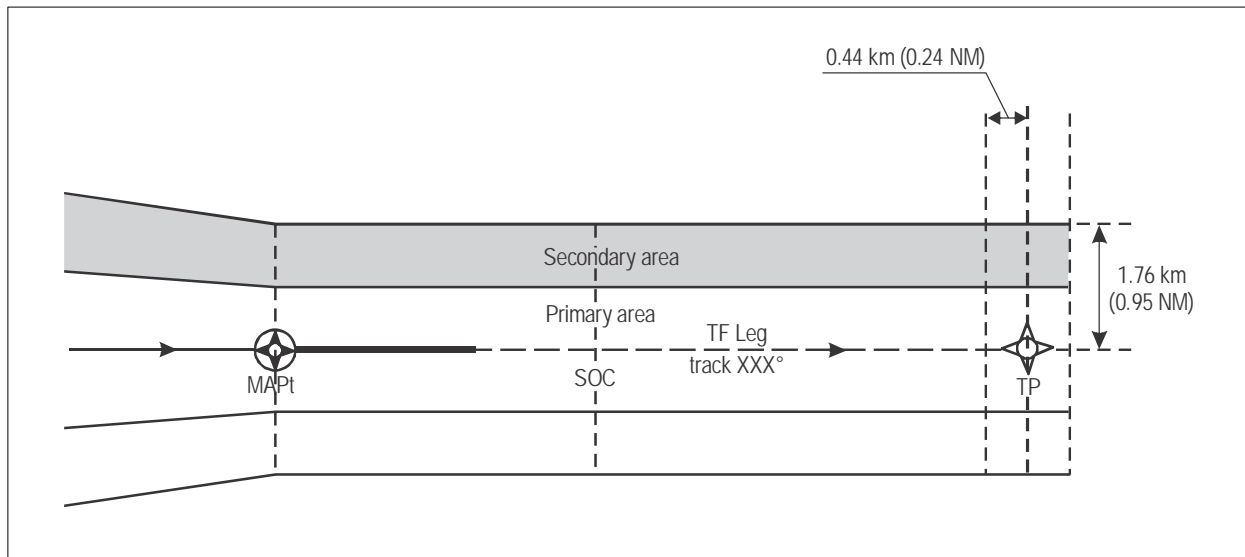 0.44 km (0.24 NM)
Secondary area
1.76 km
(0.95 NM)
Primary area
TF Leg
track XXX°
MAPt
SOC
TP